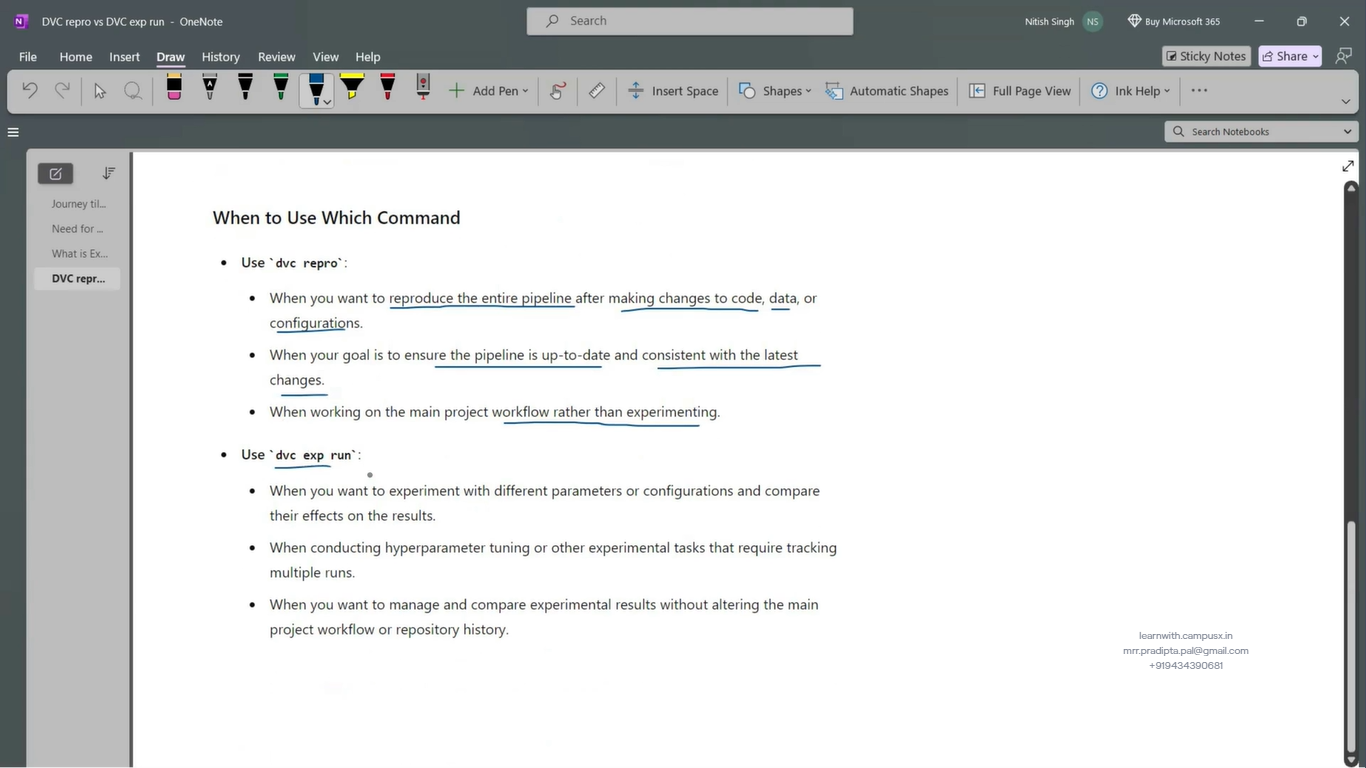 DVC repro vs DVC exp run - OneNote
Search
Nitish Singh NS
Buy Microsoft 365
File Home Insert Draw History Review View Help
Sticky Notes
Share
A
Add Pen
Insert Space
Shapes
Automatic Shapes
Full Page View
Ink Help
Search Notebooks
Journey til...
Need for ...
What is Ex...
DVC repr...
When to Use Which Command
• Use `dvc repro`:
• When you want to reproduce the entire pipeline after making changes to code, data, or
configurations.
• When your goal is to ensure the pipeline is up-to-date and consistent with the latest
changes.
• When working on the main project workflow rather than experimenting.
• Use `dvc exp run`:
• When you want to experiment with different parameters or configurations and compare
their effects on the results.
• When conducting hyperparameter tuning or other experimental tasks that require tracking
multiple runs.
• When you want to manage and compare experimental results without altering the main
project workflow or repository history.
learnwith.campusx.in
mrr.pradipta.pal@gmail.com
+919434390681